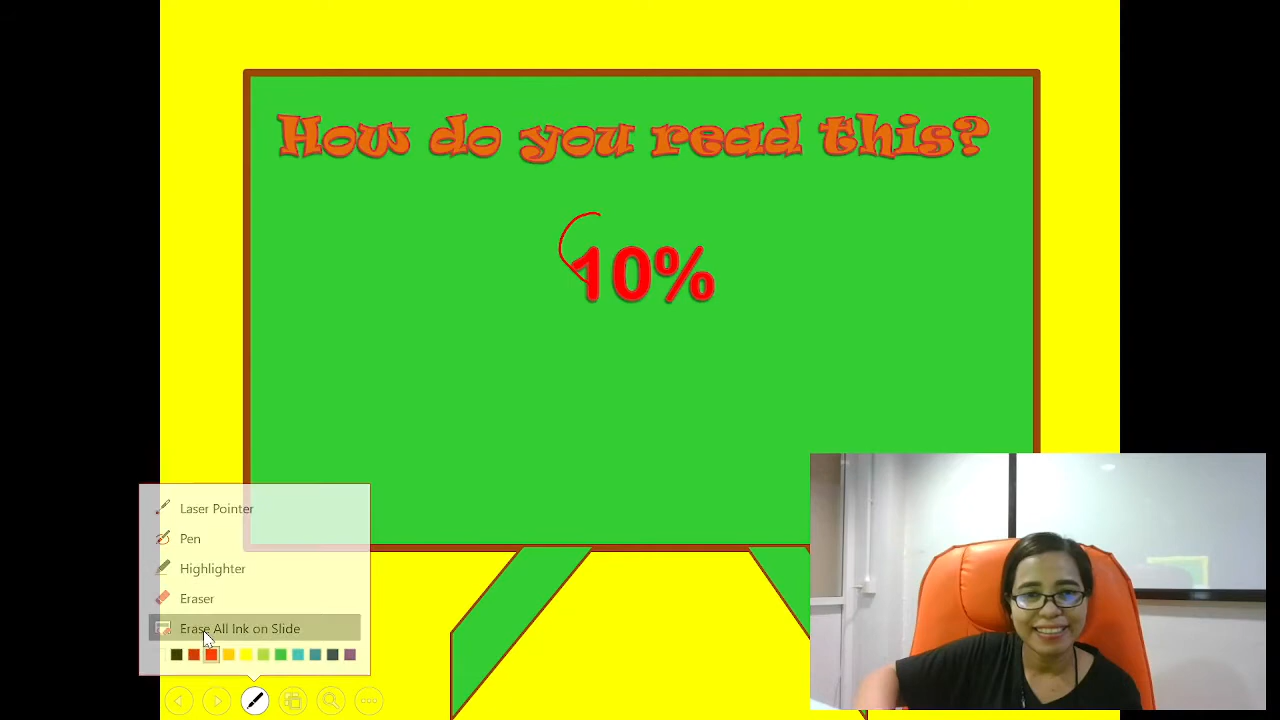 How do you read this?
10%
Laser Pointer
Pen
Highlighter
Eraser
Erase All Ink on Slide